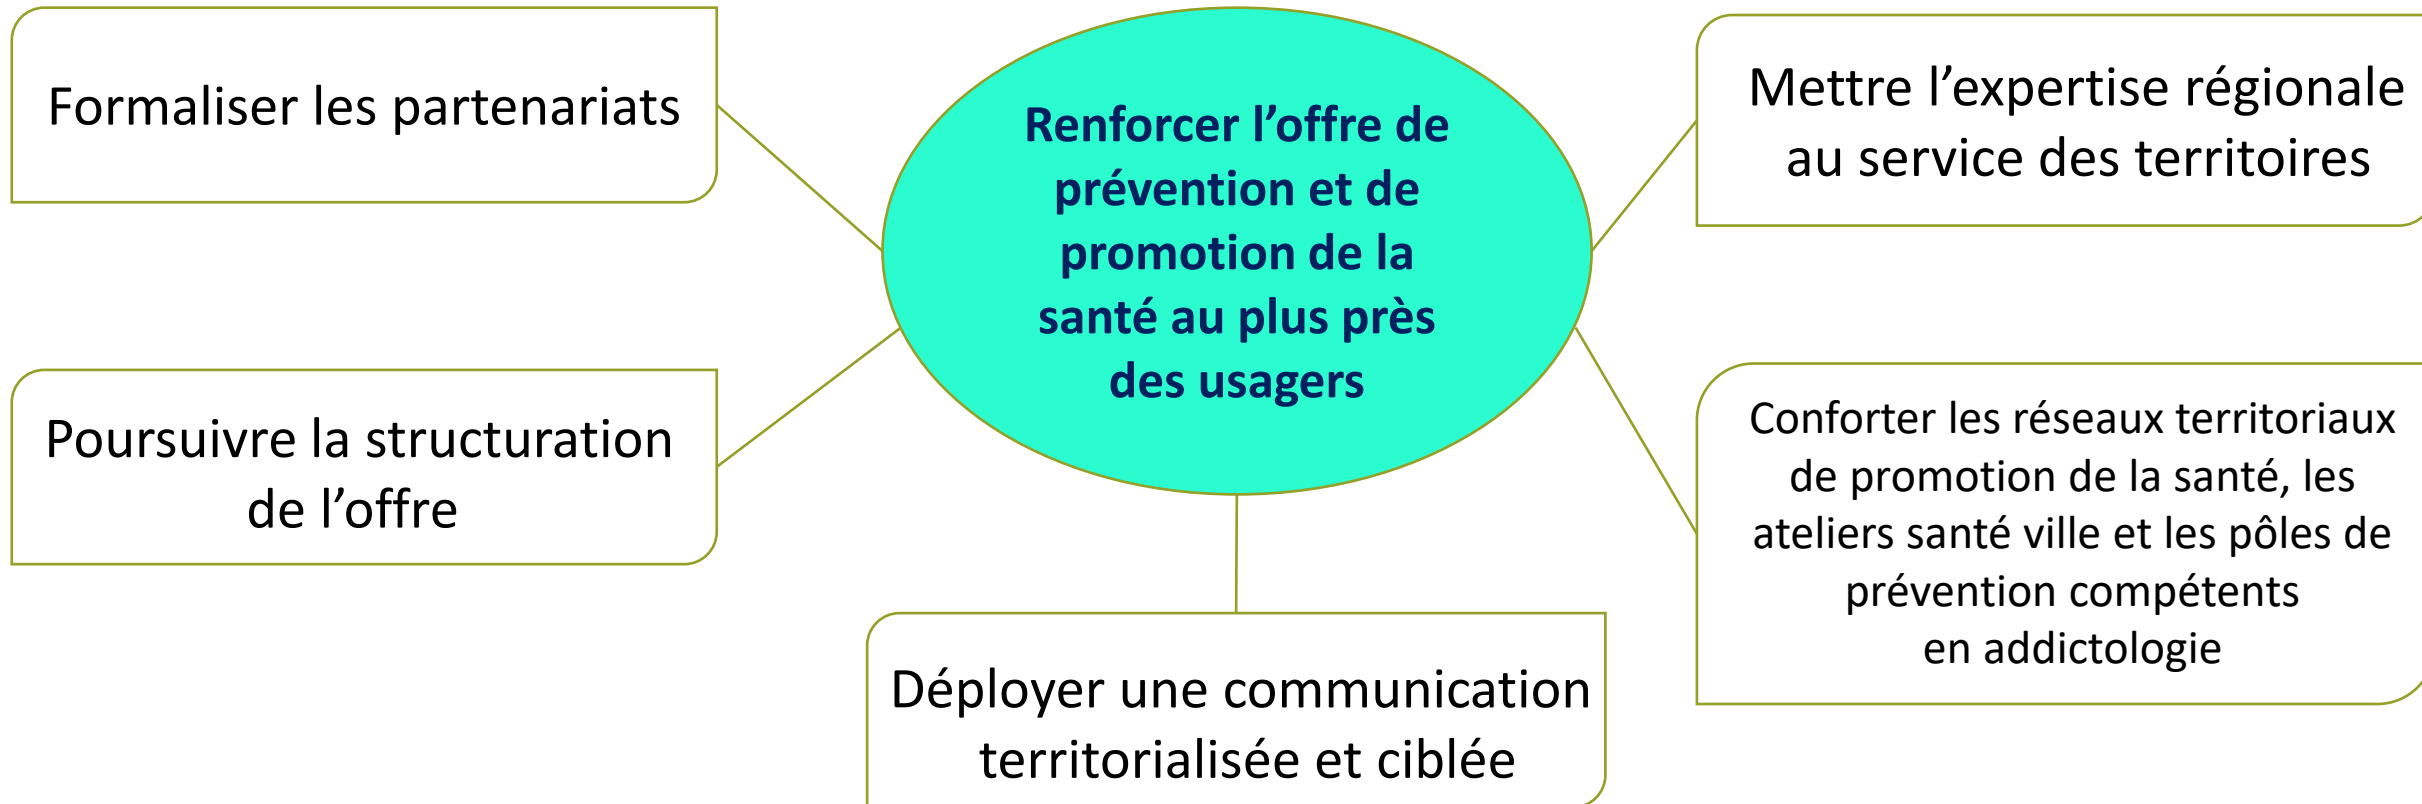 Formaliser les partenariats
Renforcer l’offre de
prévention et de
promotion de la
santé au plus près
des usagers
Mettre l’expertise régionale
au service des territoires
Poursuivre la structuration
de l’offre
Conforter les réseaux territoriaux
de promotion de la santé, les
ateliers santé ville et les pôles de
prévention compétents
en addictologie
Déployer une communication
territorialisée et ciblée